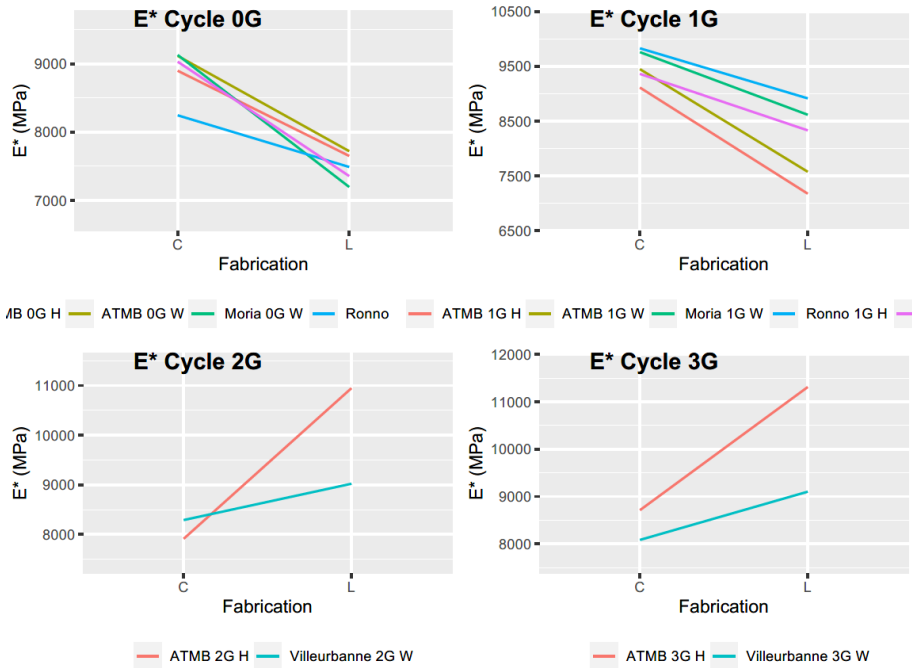 E* Cycle 0G
9000
8000
7000
E* (MPa)
C
L
Fabrication
MB 0G H
ATMB 0G W
Moria 0G W
Ronno
E* Cycle 1G
10500
9500
8500
7500
6500
E* (MPa)
C
L
Fabrication
ATMB 1G H
ATMB 1G W
Moria 1G W
Ronno 1G H
E* Cycle 2G
11000
10000
9000
8000
E* (MPa)
C
L
Fabrication
ATMB 2G H
Villeurbanne 2G W
E* Cycle 3G
12000
11000
10000
9000
8000
E* (MPa)
C
L
Fabrication
ATMB 3G H
Villeurbanne 3G W